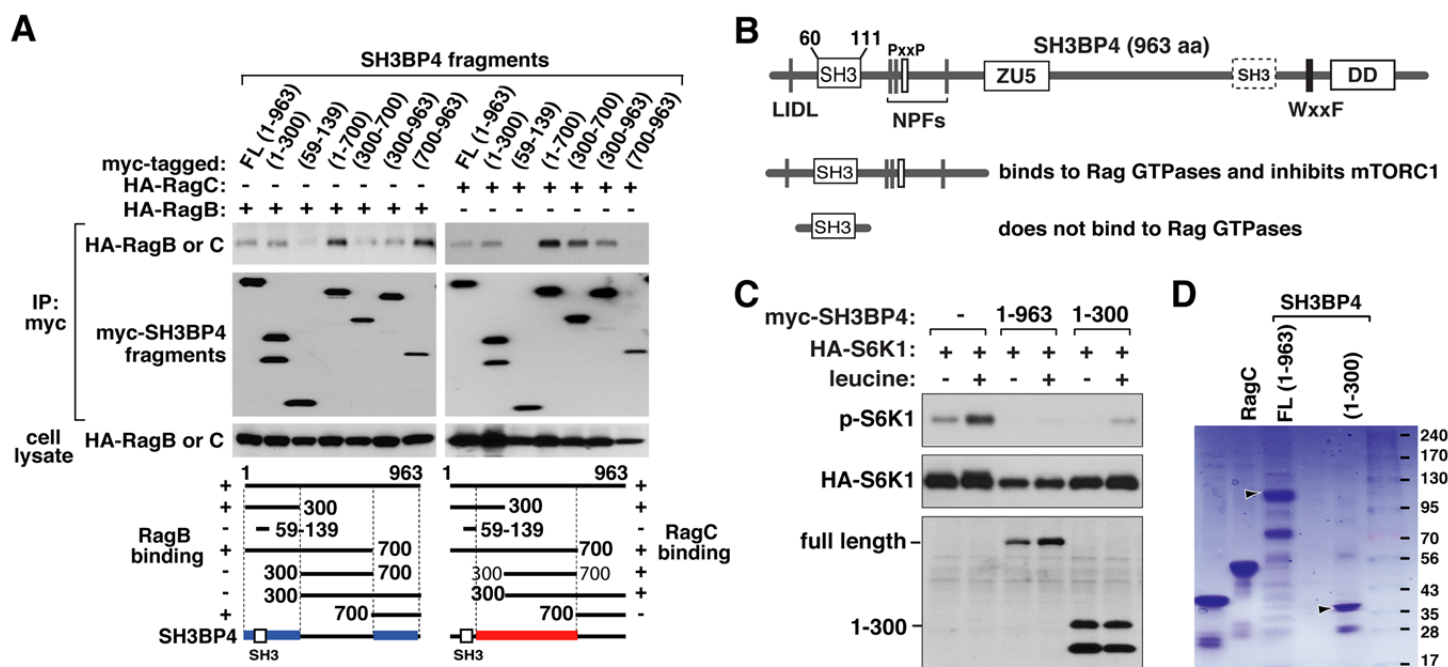 A
SH3BP4 fragments
FL (1-963)
(1-300)
(59-139)
(1-700)
(300-700)
(300-963)
(700-963)
FL (1-963)
(1-300)
(59-139)
(1-700)
(300-700)
(300-963)
(700-963)
myc-tagged:
HA-RagC: - - - - - - - + + + + + + +
HA-RagB: + + + + + + + - - - - - - -
IP:
myc
HA-RagB or C
myc-SH3BP4
fragments
cell
lysate
HA-RagB or C
1 963 1 963
+ +
+ 300 300 +
- 59-139 59-139 -
RagB
binding
RagC
binding
+ 700 700 +
- 300 700 300 700 +
- 300 300 +
+ 700 700 -
SH3BP4
SH3 SH3
B
60 111 PxxP SH3BP4 (963 aa)
SH3 ZU5 SH3 DD
LIDL NPFs WxxF
SH3 binds to Rag GTPases and inhibits mTORC1
SH3 does not bind to Rag GTPases
C
myc-SH3BP4: - 1-963 1-300
HA-S6K1: + + + + + +
leucine: - + - + - +
p-S6K1
HA-S6K1
full length
1-300
D
SH3BP4
RagC
FL (1-963)
(1-300)
240
170
130
95
70
56
43
35
28
17